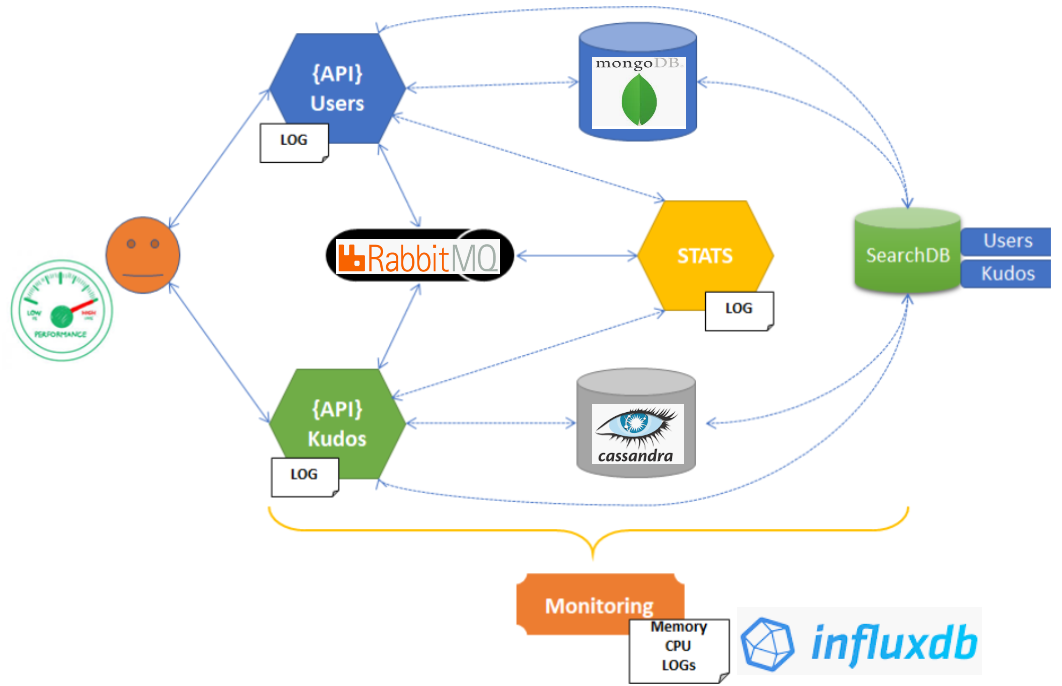 {API}
Users
LOG
mongoDB.
RabbitMQ
STATS
LOG
SearchDB
Users
Kudos
LOW
HIGH
PERFORMANCE
{API}
Kudos
LOG
cassandra
Monitoring
Memory
CPU
LOGs
influxdb